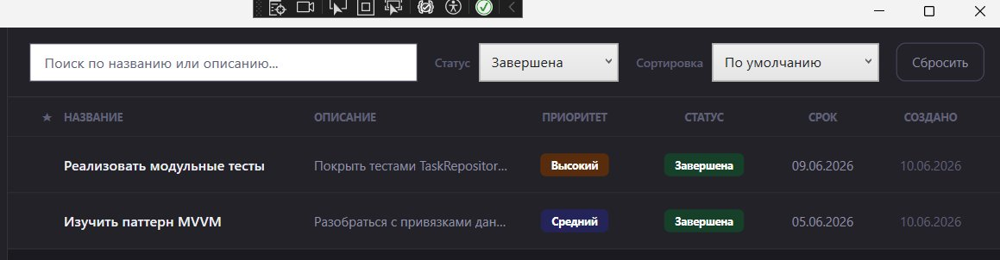 Поиск по названию или описанию... Статус Завершена Сортировка По умолчанию Сбросить
★ НАЗВАНИЕ ОПИСАНИЕ ПРИОРИТЕТ СТАТУС СРОК СОЗДАНО
Реализовать модульные тесты Покрыть тестами TaskRepositor... Высокий Завершена 09.06.2026 10.06.2026
Изучить паттерн MVVM Разобраться с привязками дан... Средний Завершена 05.06.2026 10.06.2026